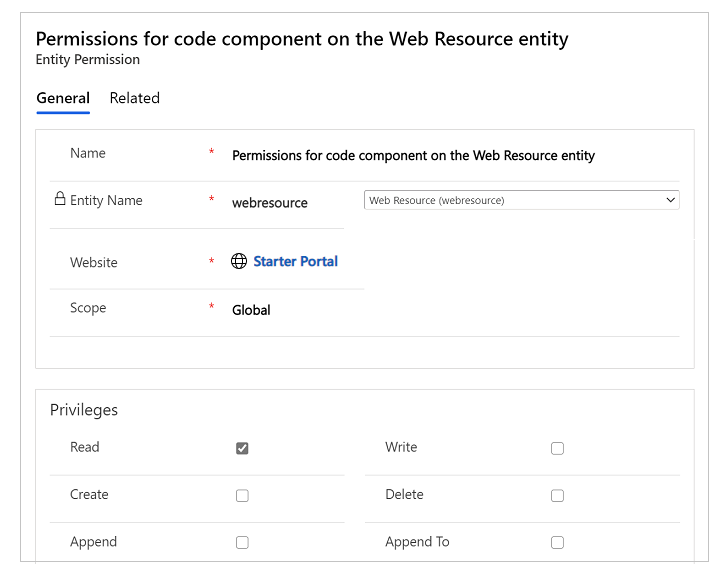 Permissions for code component on the Web Resource entity
Entity Permission
General Related
Name * Permissions for code component on the Web Resource entity
Entity Name * webresource Web Resource (webresource)
Website * Starter Portal
Scope * Global
Privileges
Read Write
Create Delete
Append Append To